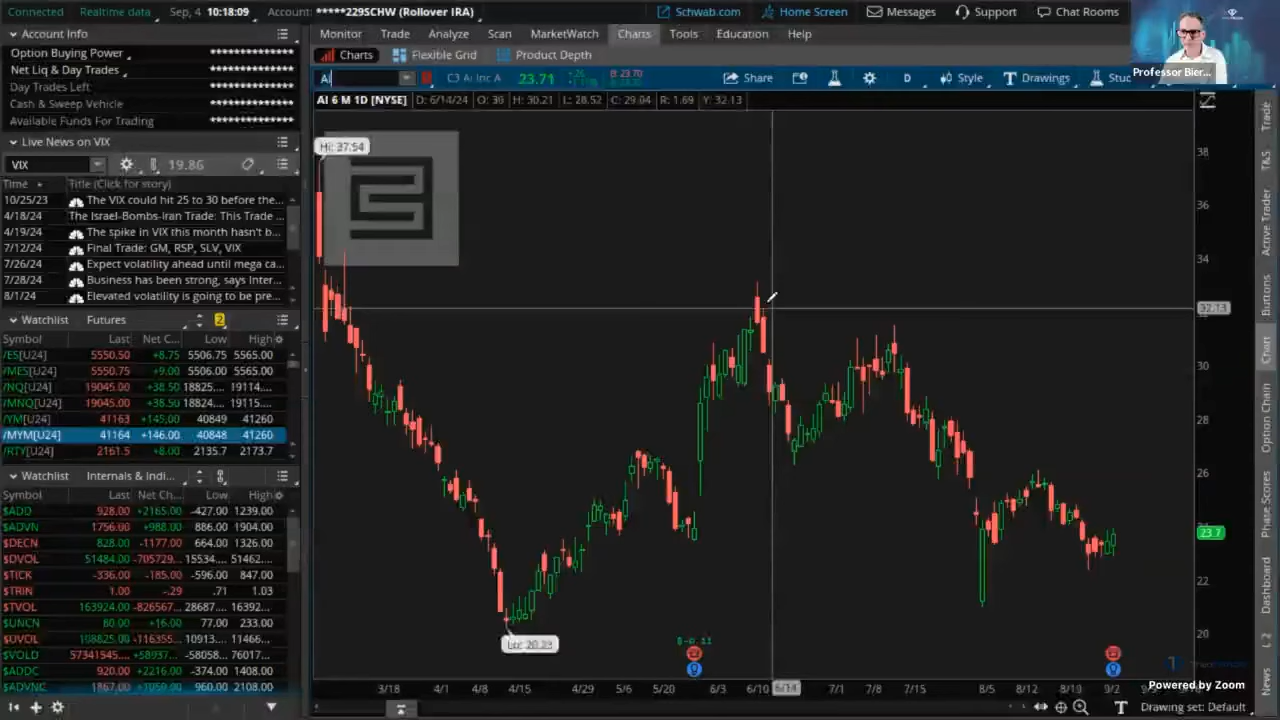 Connected Realtime data Sep, 4 10:18:09 Account: *****229SCHW (Rollover IRA) Schwab.com Home Screen Messages Support Chat Rooms
Account Info
Option Buying Power **************
Net Liq & Day Trades **************
Day Trades Left **************
Cash & Sweep Vehicle **************
Available Funds For Trading **************
Monitor Trade Analyze Scan MarketWatch Charts Tools Education Help
Charts Flexible Grid Product Depth
AI C3 Ai Inc A 23.71 B: 23.70 Share D Style Drawings Stuc
Professor Bier...
AI 6 M 1D [NYSE] D: 6/14/24 O: 30 H: 30.21 L: 28.52 C: 29.04 R: 1.69 Y: 32.13
Live News on VIX
VIX 19.86
Time Title (Click for story)
10/25/23 The VIX could hit 25 to 30 before the...
4/18/24 The Israel-Bombs-Iran Trade: This Trade ...
4/19/24 The spike in VIX this month hasn't b...
7/12/24 Final Trade: GM, RSP, SLV, VIX
7/26/24 Expect volatility ahead until mega ca...
7/28/24 Business has been strong, says Inter...
8/1/24 Elevated volatility is going to be pre...
Watchlist Futures 2
Symbol Last Net C... Low High
/ES[U24] 5550.50 +8.75 5506.75 5565.00
/MES[U24] 5550.75 +9.00 5506.00 5565.00
/NQ[U24] 19045.00 +38.50 18825.... 19114....
/MNQ[U24] 19045.00 +38.50 18824.... 19115....
/YM[U24] 41163 +145.00 40849 41260
/MYM[U24] 41164 +146.00 40848 41260
/RTY[U24] 2161.5 +8.00 2135.7 2173.7
Watchlist Internals & Indi...
Symbol Last Net Ch... Low High
$ADD 928.00 +2165.00 -427.00 1239.00
$ADVN 1756.00 +988.00 886.00 1904.00
$DECN 828.00 -1177.00 664.00 1326.00
$DVOL 51484.00 -705729... 15534.... 51462....
$TICK -336.00 -185.00 -596.00 847.00
$TRIN 1.00 -.29 .71 1.03
$TVOL 163924.00 -826567... 28687.... 16392....
$UNCN 80.00 +16.00 77.00 233.00
$UVOL 108825.00 -116355... 10913.... 11466....
$VOLD 57341545.... +58937... -58058... 76017...
$ADDC 920.00 +2216.00 -374.00 1408.00
$ADVNC 1867.00 +1050.00 960.00 2108.00
Hi: 37.54
Lo: 20.23
38
36
34
32.13
30
28
26
23.7
22
20
3/18 4/1 4/8 4/15 4/29 5/6 5/20 6/3 6/10 6/14 7/1 7/8 7/15 8/5 8/12 8/19 9/2
Trade
T&S
Active Trader
Buttons
Chart
Option Chain
Phase Scores
Dashboard
L 2
News
Powered by Zoom
Drawing set: Default